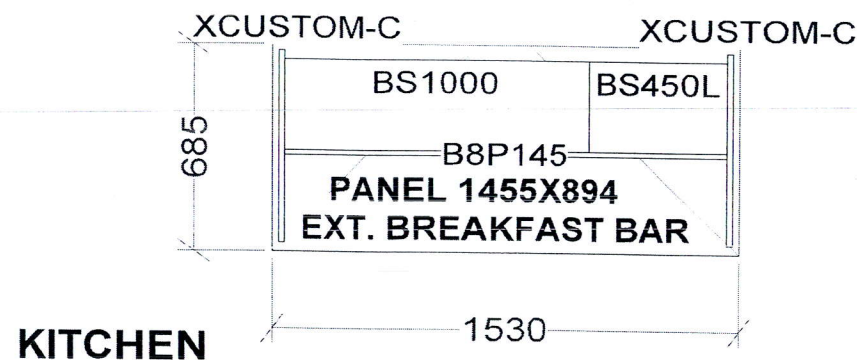 XCUSTOM-C
XCUSTOM-C
BS1000
BS450L
685
B8P145
PANEL 1455X894
EXT. BREAKFAST BAR
1530
KITCHEN